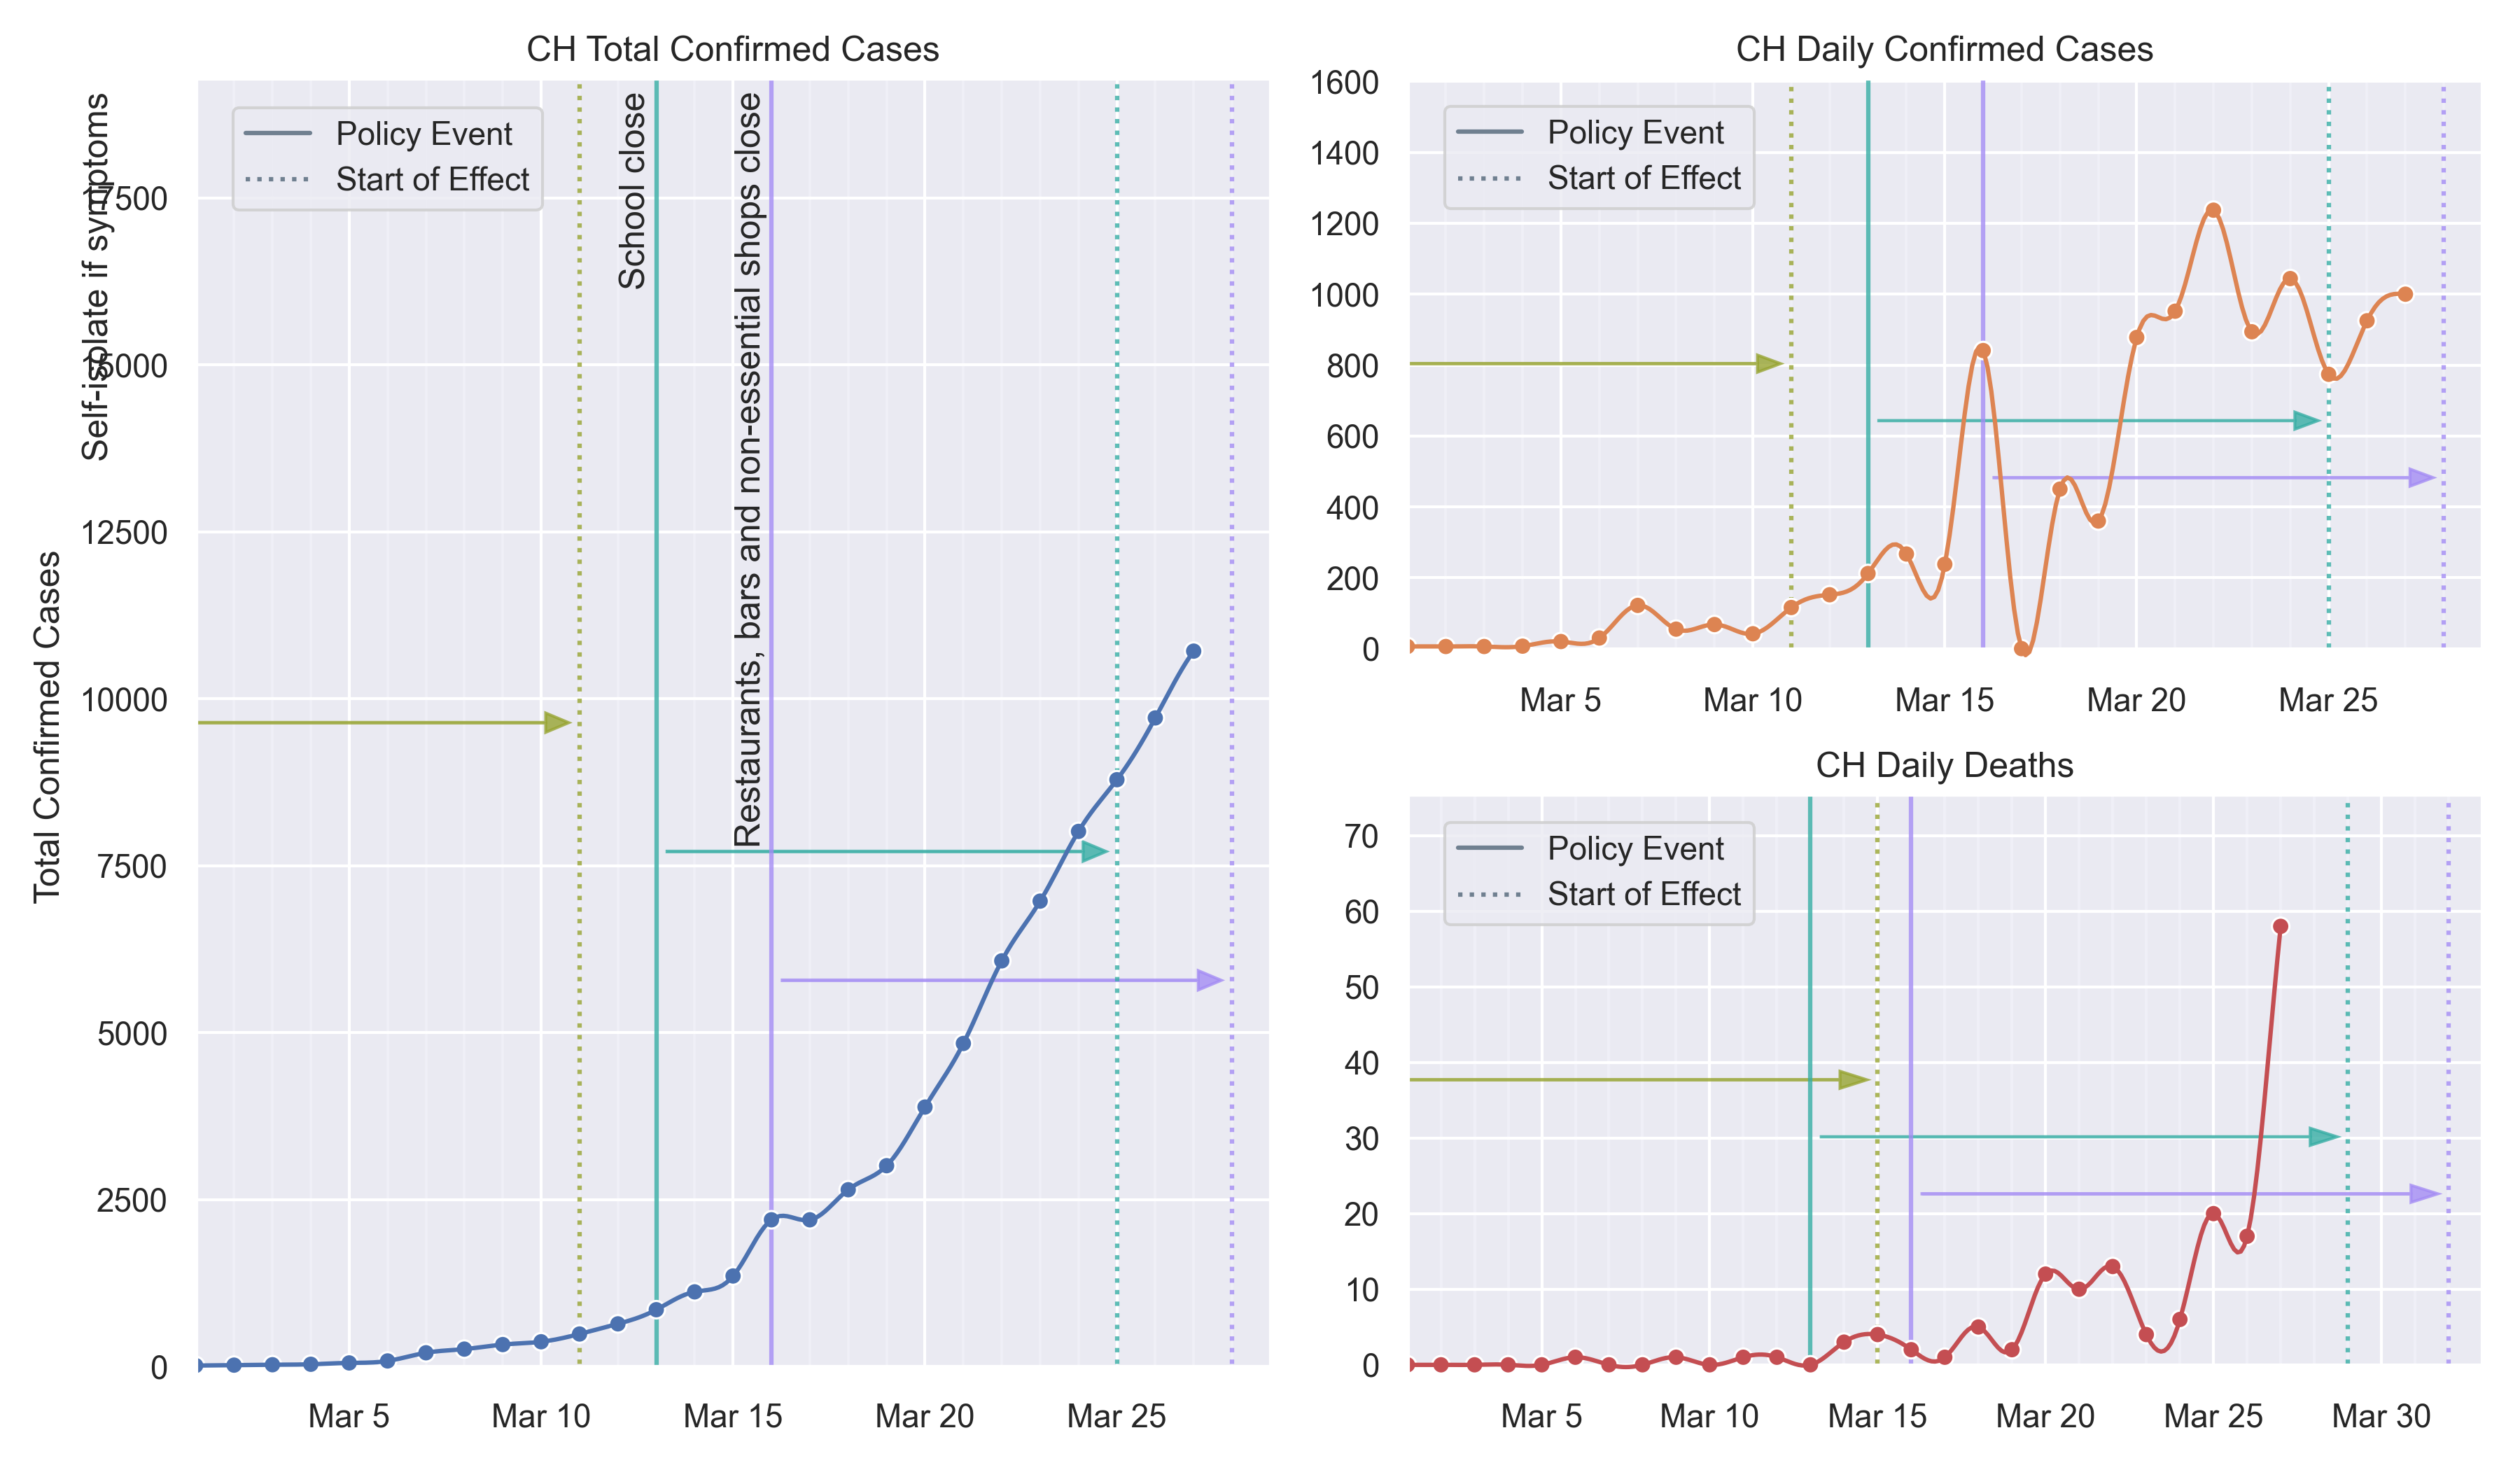 CH Total Confirmed Cases
Total Confirmed Cases
17500
15000
12500
10000
7500
5000
2500
0
Self-isolate if symptoms
School close
Restaurants, bars and non-essential shops close
Policy Event
Start of Effect
Mar 5
Mar 10
Mar 15
Mar 20
Mar 25
CH Daily Confirmed Cases
1600
1400
1200
1000
800
600
400
200
0
Policy Event
Start of Effect
Mar 5
Mar 10
Mar 15
Mar 20
Mar 25
CH Daily Deaths
70
60
50
40
30
20
10
0
Policy Event
Start of Effect
Mar 5
Mar 10
Mar 15
Mar 20
Mar 25
Mar 30